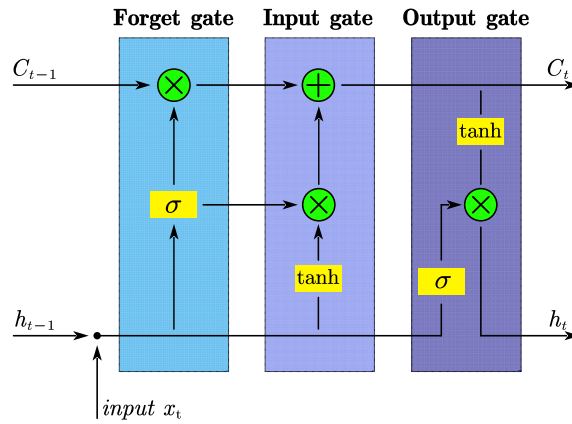 Forget gate Input gate Output gate
C_{t−1} C_t
tanh
σ
tanh σ
h_{t−1} h_t
input x_t